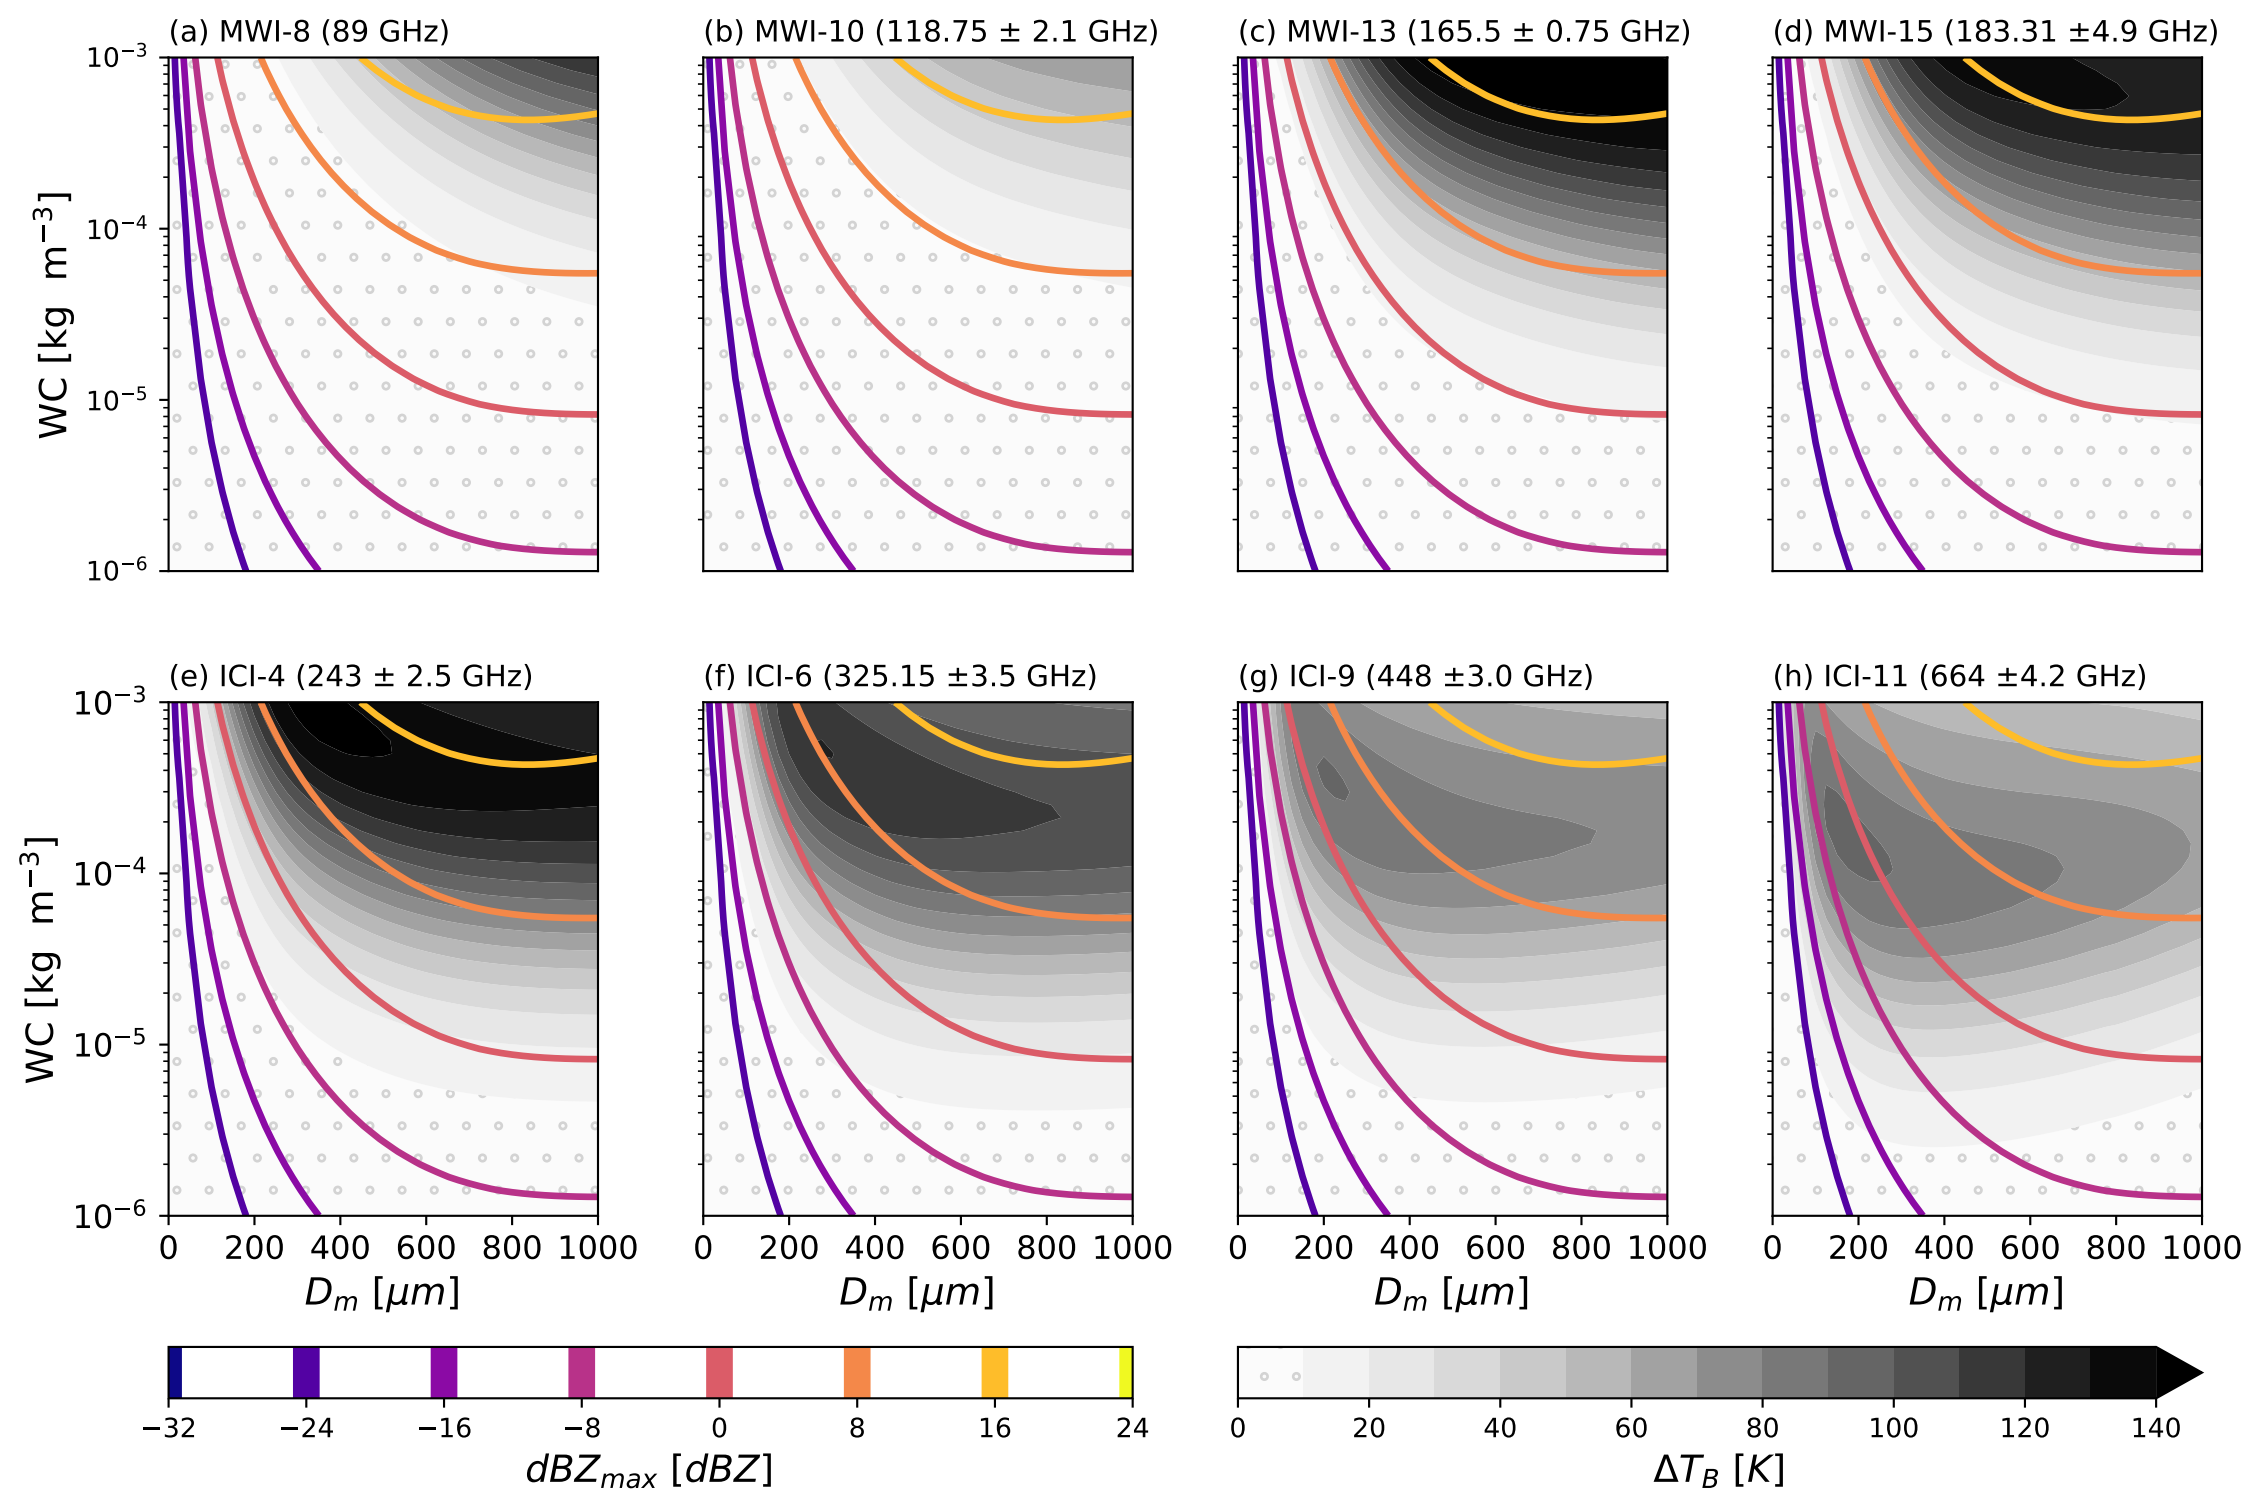 (a) MWI-8 (89 GHz)
(b) MWI-10 (118.75 ± 2.1 GHz)
(c) MWI-13 (165.5 ± 0.75 GHz)
(d) MWI-15 (183.31 ±4.9 GHz)
10⁻³
10⁻⁴
10⁻⁵
10⁻⁶
WC [kg m⁻³]
(e) ICI-4 (243 ± 2.5 GHz)
(f) ICI-6 (325.15 ±3.5 GHz)
(g) ICI-9 (448 ±3.0 GHz)
(h) ICI-11 (664 ±4.2 GHz)
10⁻³
10⁻⁴
10⁻⁵
10⁻⁶
WC [kg m⁻³]
0 200 400 600 800 1000
0 200 400 600 800 1000
0 200 400 600 800 1000
0 200 400 600 800 1000
Dₘ [μm]
Dₘ [μm]
Dₘ [μm]
Dₘ [μm]
−32 −24 −16 −8 0 8 16 24
dBZₘₐₓ [dBZ]
0 20 40 60 80 100 120 140
ΔT_B [K]